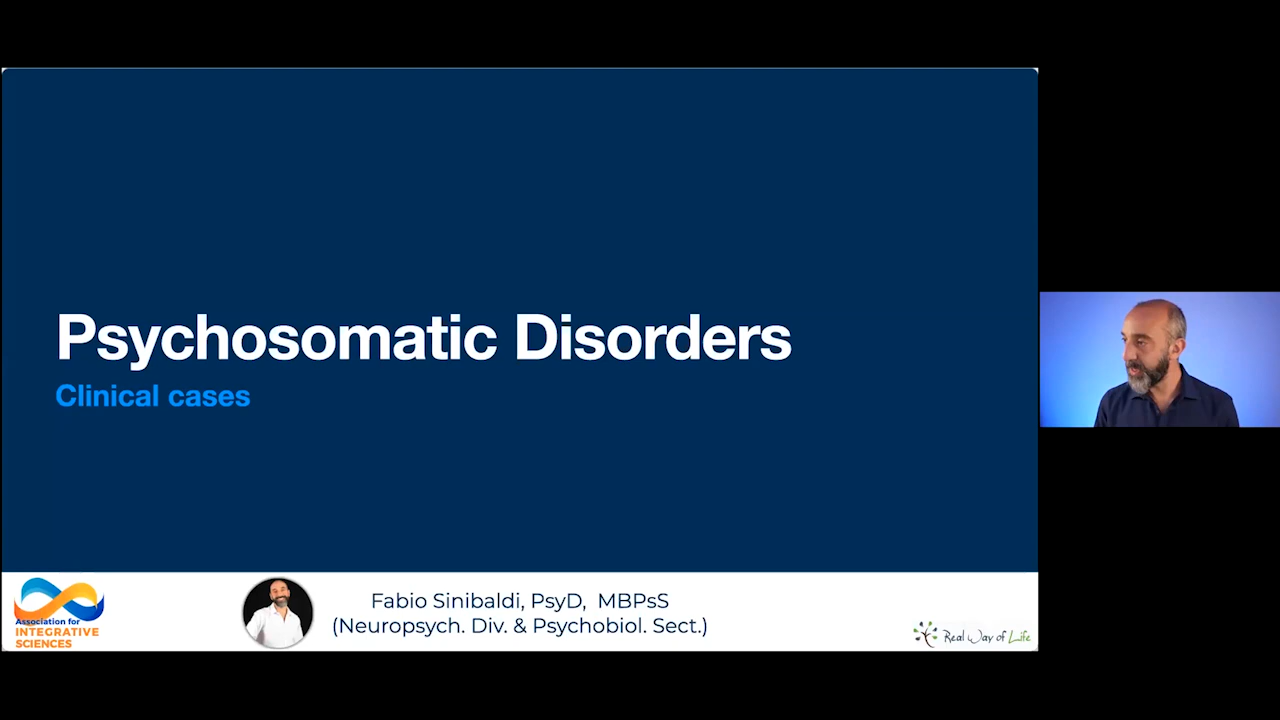 Psychosomatic Disorders
Clinical cases
Association for
INTEGRATIVE
SCIENCES
Fabio Sinibaldi, PsyD, MBPsS
(Neuropsych. Div. & Psychobiol. Sect.)
Real Way of Life